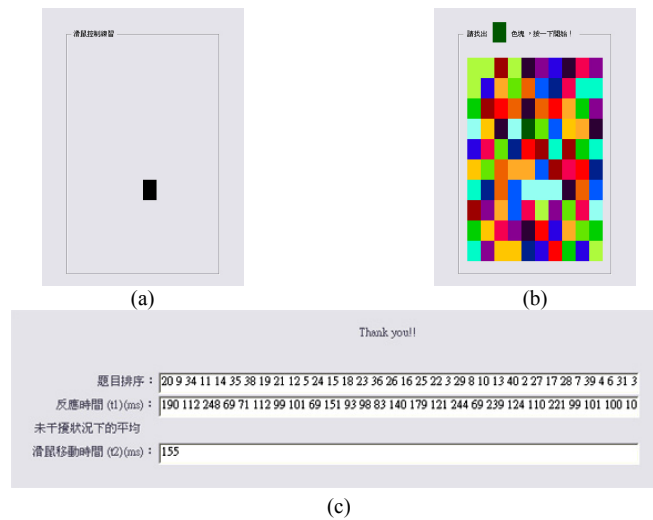 滑鼠控制練習
請找出 色塊，按一下開始！
(a)
(b)
Thank you!!
題目排序： 20 9 34 11 14 35 38 19 21 12 5 24 15 18 23 36 26 16 25 22 3 29 8 10 13 40 2 27 17 28 7 39 4 6 31 3
反應時間 (t1)(ms)： 190 112 248 69 71 112 99 101 69 151 93 98 83 140 179 121 244 69 239 124 110 221 99 101 100 10
未干擾狀況下的平均
滑鼠移動時間 (t2)(ms)： 155
(c)